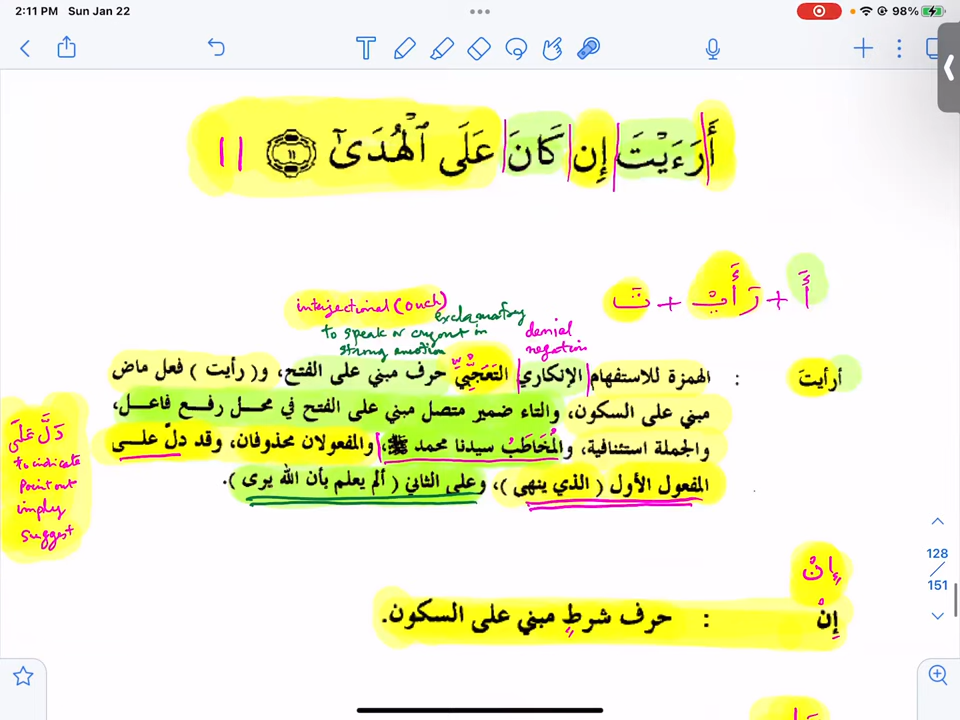 2:11 PM Sun Jan 22 98%
أَرَءَيْتَ إِن كَانَ عَلَى ٱلْهُدَىٰٓ ١١ 11
أَ + رَأَيْ + تَ
interjectional (ouch)
exclamatory
to speak or cryout in
strong emotion
denial
negation
أرأيتَ : الهمزة للاستفهام الإنكاري التَعَجُّبِيّ حرف مبني على الفتح، و( رأيت ) فعل ماض
مبني على السكون، والتاء ضمير متصل مبني على الفتح في محل رفع فاعل،
والجملة استئنافية، والمُخَاطَبُ سيدنا محمد ﷺ، والمفعولان محذوفان، وقد دلّ على
المفعول الأول ( الذي ينهى )، وعلى الثاني ( ألم يعلم بأن الله يرى ).
دَلَّ عَلَى
to indicate
point out
imply
suggest
128
151
إِنْ
إِنْ : حرف شرطٍ مبني على السكون.